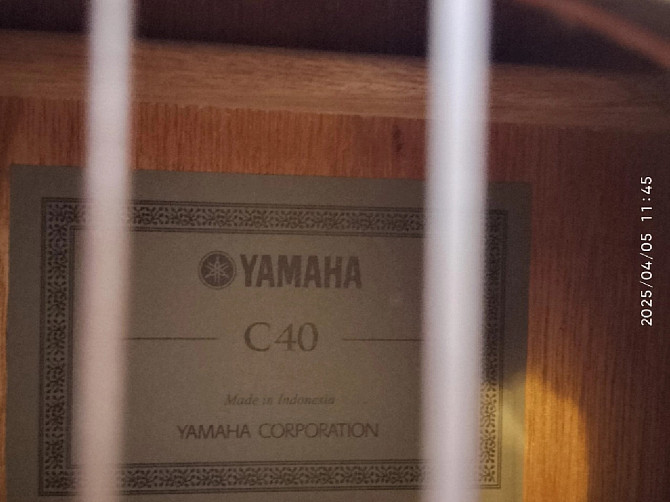 YAMAHA
C40
Made in Indonesia
YAMAHA CORPORATION
2025/04/05 11:45